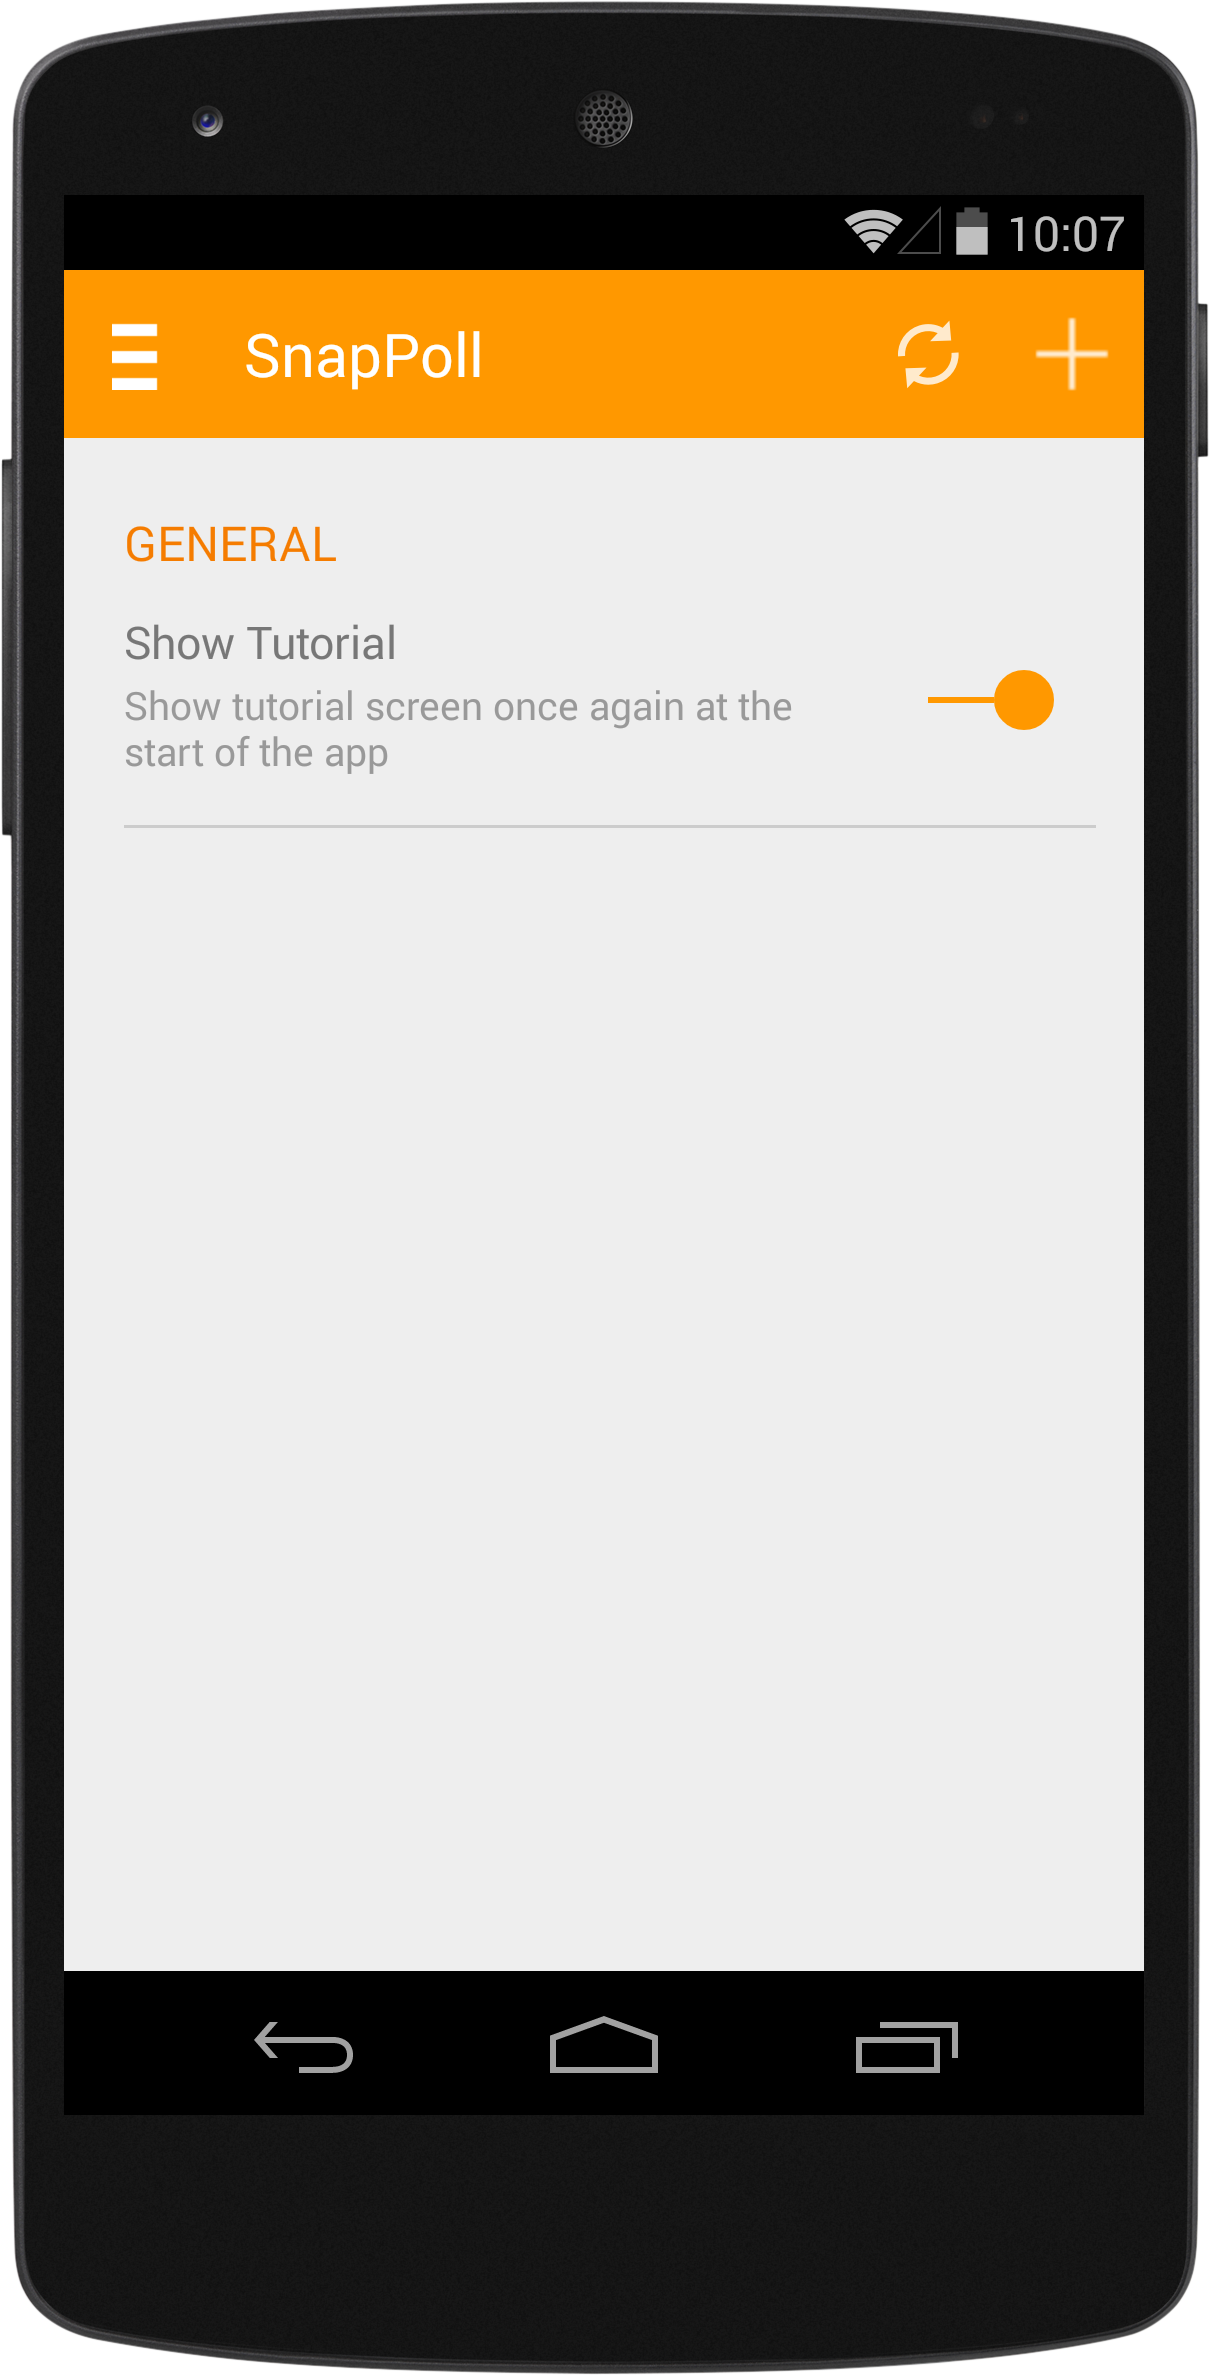 10:07
SnapPoll
GENERAL
Show Tutorial
Show tutorial screen once again at the
start of the app